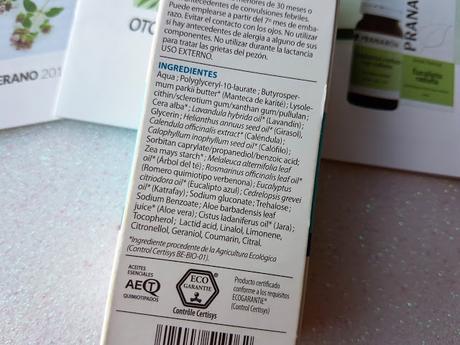 menores de 30 meses o
antecedentes de convulsiones febriles.
Puede emplearse a partir del 7º mes de emba-
razo. Evitar el contacto con los ojos. No utilizar
si hay antecedentes de alergia a alguno de sus
componentes. No utilizar durante la lactancia
para tratar las grietas del pezón.
USO EXTERNO.
INGREDIENTES
Aqua ; Polyglyceryl-10-laurate ; Butyrosper-
mum parkii butter* (Manteca de karité) ; Lysole-
cithin/sclerotium gum/xanthan gum/pullulan ;
Cera alba* ; Lavandula hybrida oil* (Lavandin) ;
Glycerin ; Helianthus annuus seed oil* (Girasol),
Calendula officinalis extract* (Caléndula) ;
Calophyllum inophyllum seed oil* (Calófilo) ;
Sorbitan caprylate/propanediol/benzoic acid;
Zea mays starch* ; Melaleuca alternifolia leaf
oil* (Árbol del té) ; Rosmarinus officinalis leaf oil*
(Romero quimiotipo verbenona) ; Eucalyptus
citriodora oil* (Eucalipto azul) ; Cedrelopsis grevei
oil* (Katrafay) ; Sodium gluconate ; Trehalose ;
Sodium Benzoate ; Aloe barbadensis leaf
juice* (Aloe vera) ; Cistus ladaniferus oil* (Jara) ;
Tocopherol ; Lactid acid, Linalol, Limonene,
Citronellol, Geraniol, Coumarin, Citral.
*Ingrediente procedente de la Agricultura Ecológica
(Control Certisys BE-BIO-01).
ACEITES
ESENCIALES
AEQT
QUIMIOTIPADOS
ECO
GARANTIE
Contrôle Certisys
Producto certificado
conforme a los requisitos
ECOGARANTIE®
(Control Certisys)
ERANO 201
OTO
PRANARÔM
PRANA